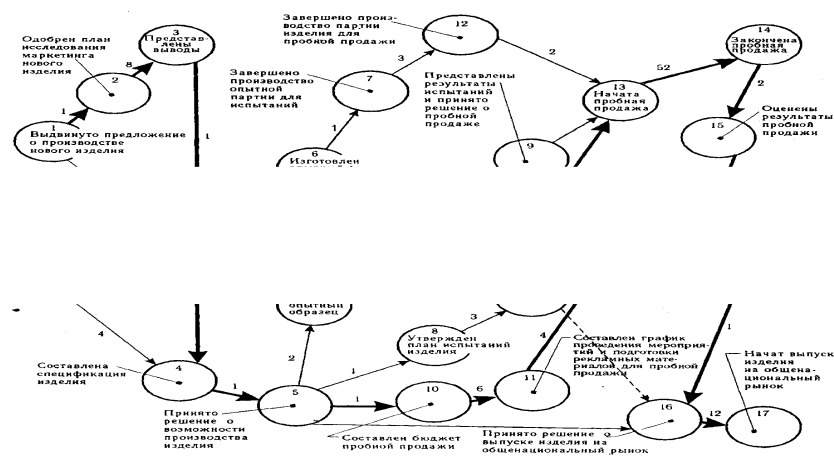 3
Представ-
лены
выводы
Одобрен план
исследования
маркетинга
нового
изделия
2
8
1
1
Выдвинуто предложение
о производстве
нового изделия
1
Завершено произ-
водство партии
изделия для
пробной продажи
12
Завершено
производство
опытной
партии для
испытаний
7
3
1
6
Изготовлен
Представлены
результаты
испытаний
и принято
решение о
пробной
продаже
9
2
13
Начата
пробная
продажа
52
14
Закончена
пробная
продажа
2
15
Оценены
результаты
пробной
продажи
4
Составлена
спецификация
изделия
4
1
опытный
образец
2
5
Принято
решение о
возможности
производства
изделия
1
8
Утвержден
план испытаний
изделия
3
1
10
Составлен бюджет
пробной продажи
6
11
4
Составлен график
проведения мероприя-
тий и подготовки
рекламных мате-
риалов для пробной
продажи
Принято решение о
выпуске изделия на
общенациональный рынок
16
1
12
17
Начат выпуск
изделия
на общена-
циональный
рынок